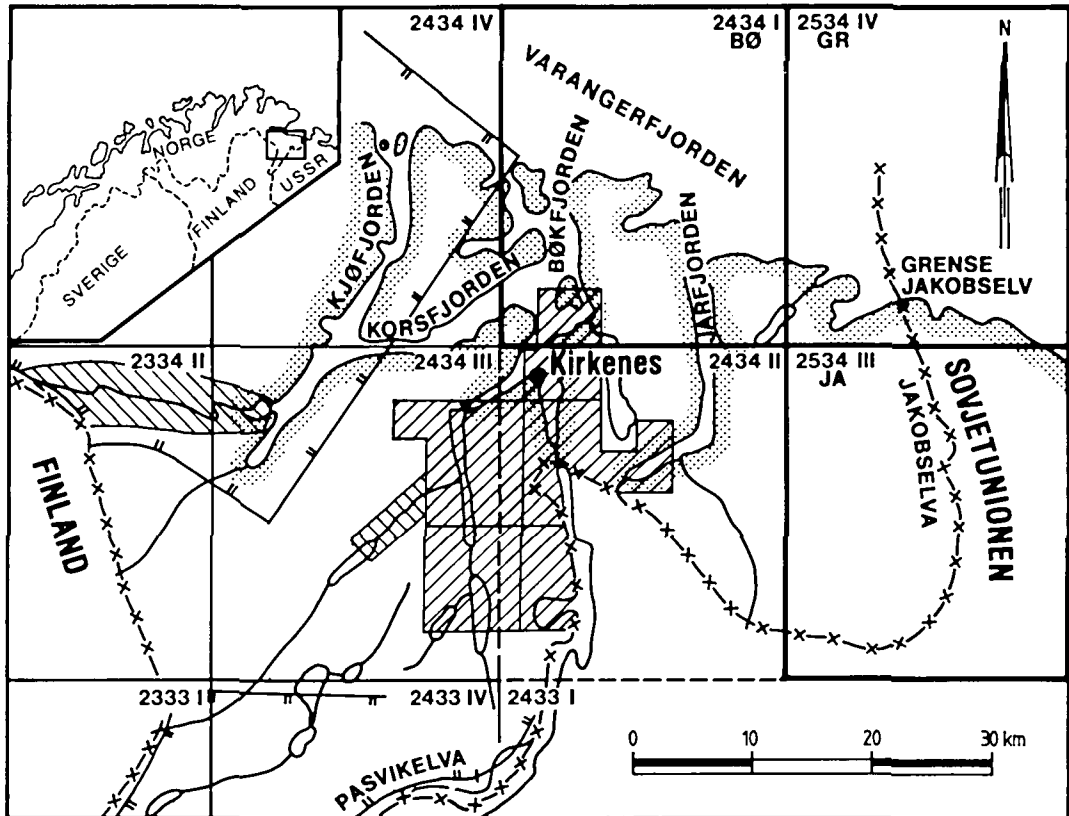 2434 IV
2434 I
BØ
2534 IV
GR
N
VARANGERFJORDEN
NORGE
SVERIGE
FINLAND
USSR
KJØFJORDEN
KORSFJORDEN
BØKFJORDEN
JARFJORDEN
GRENSE
JAKOBSELV
2334 II
2434 III
Kirkenes
2434 II
2534 III
JA
FINLAND
JAKOBSELVA
SOVJETUNIONEN
2333 I
2433 IV
2433 I
PASVIKELVA
0 10 20 30 km